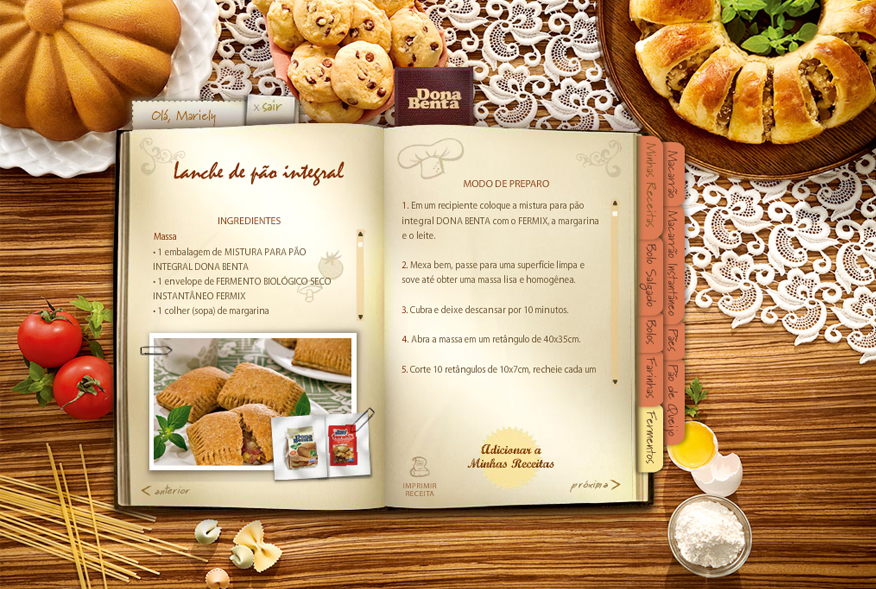 Olá, Mariely
x sair
Dona
Benta
Lanche de pão integral
INGREDIENTES
Massa
• 1 embalagem de MISTURA PARA PÃO
INTEGRAL DONA BENTA
• 1 envelope de FERMENTO BIOLÓGICO SECO
INSTANTÂNEO FERMIX
• 1 colher (sopa) de margarina
< anterior
MODO DE PREPARO
1. Em um recipiente coloque a mistura para pão
integral DONA BENTA com o FERMIX, a margarina
e o leite.
2. Mexa bem, passe para uma superfície limpa e
sove até obter uma massa lisa e homogênea.
3. Cubra e deixe descansar por 10 minutos.
4. Abra a massa em um retângulo de 40x35cm.
5. Corte 10 retângulos de 10x7cm, recheie cada um
IMPRIMIR
RECEITA
Adicionar a
Minhas Receitas
próxima >
Minhas Receitas
Bolo Salgado
Bolos
Farinhas
Fermentos
Macarrão
Macarrão Instantâneo
Pães
Pão de Queijo